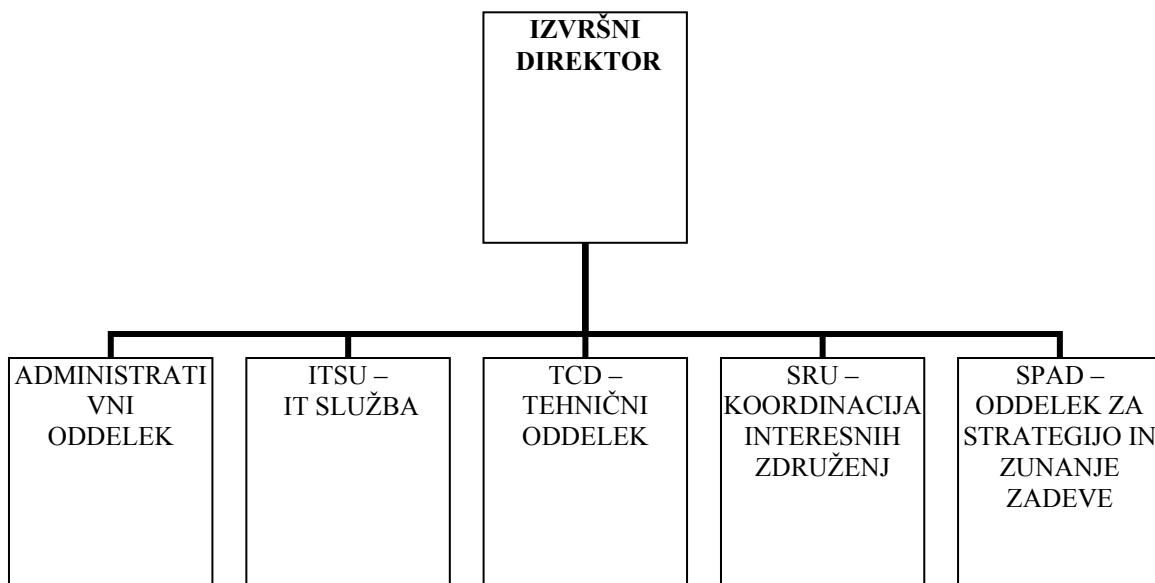 IZVRŠNI
DIREKTOR
ADMINISTRATI
VNI
ODDELEK
ITSU –
IT SLUŽBA
TCD –
TEHNIČNI
ODDELEK
SRU –
KOORDINACIJA
INTERESNIH
ZDRUŽENJ
SPAD –
ODDELEK ZA
STRATEGIJO IN
ZUNANJE
ZADEVE